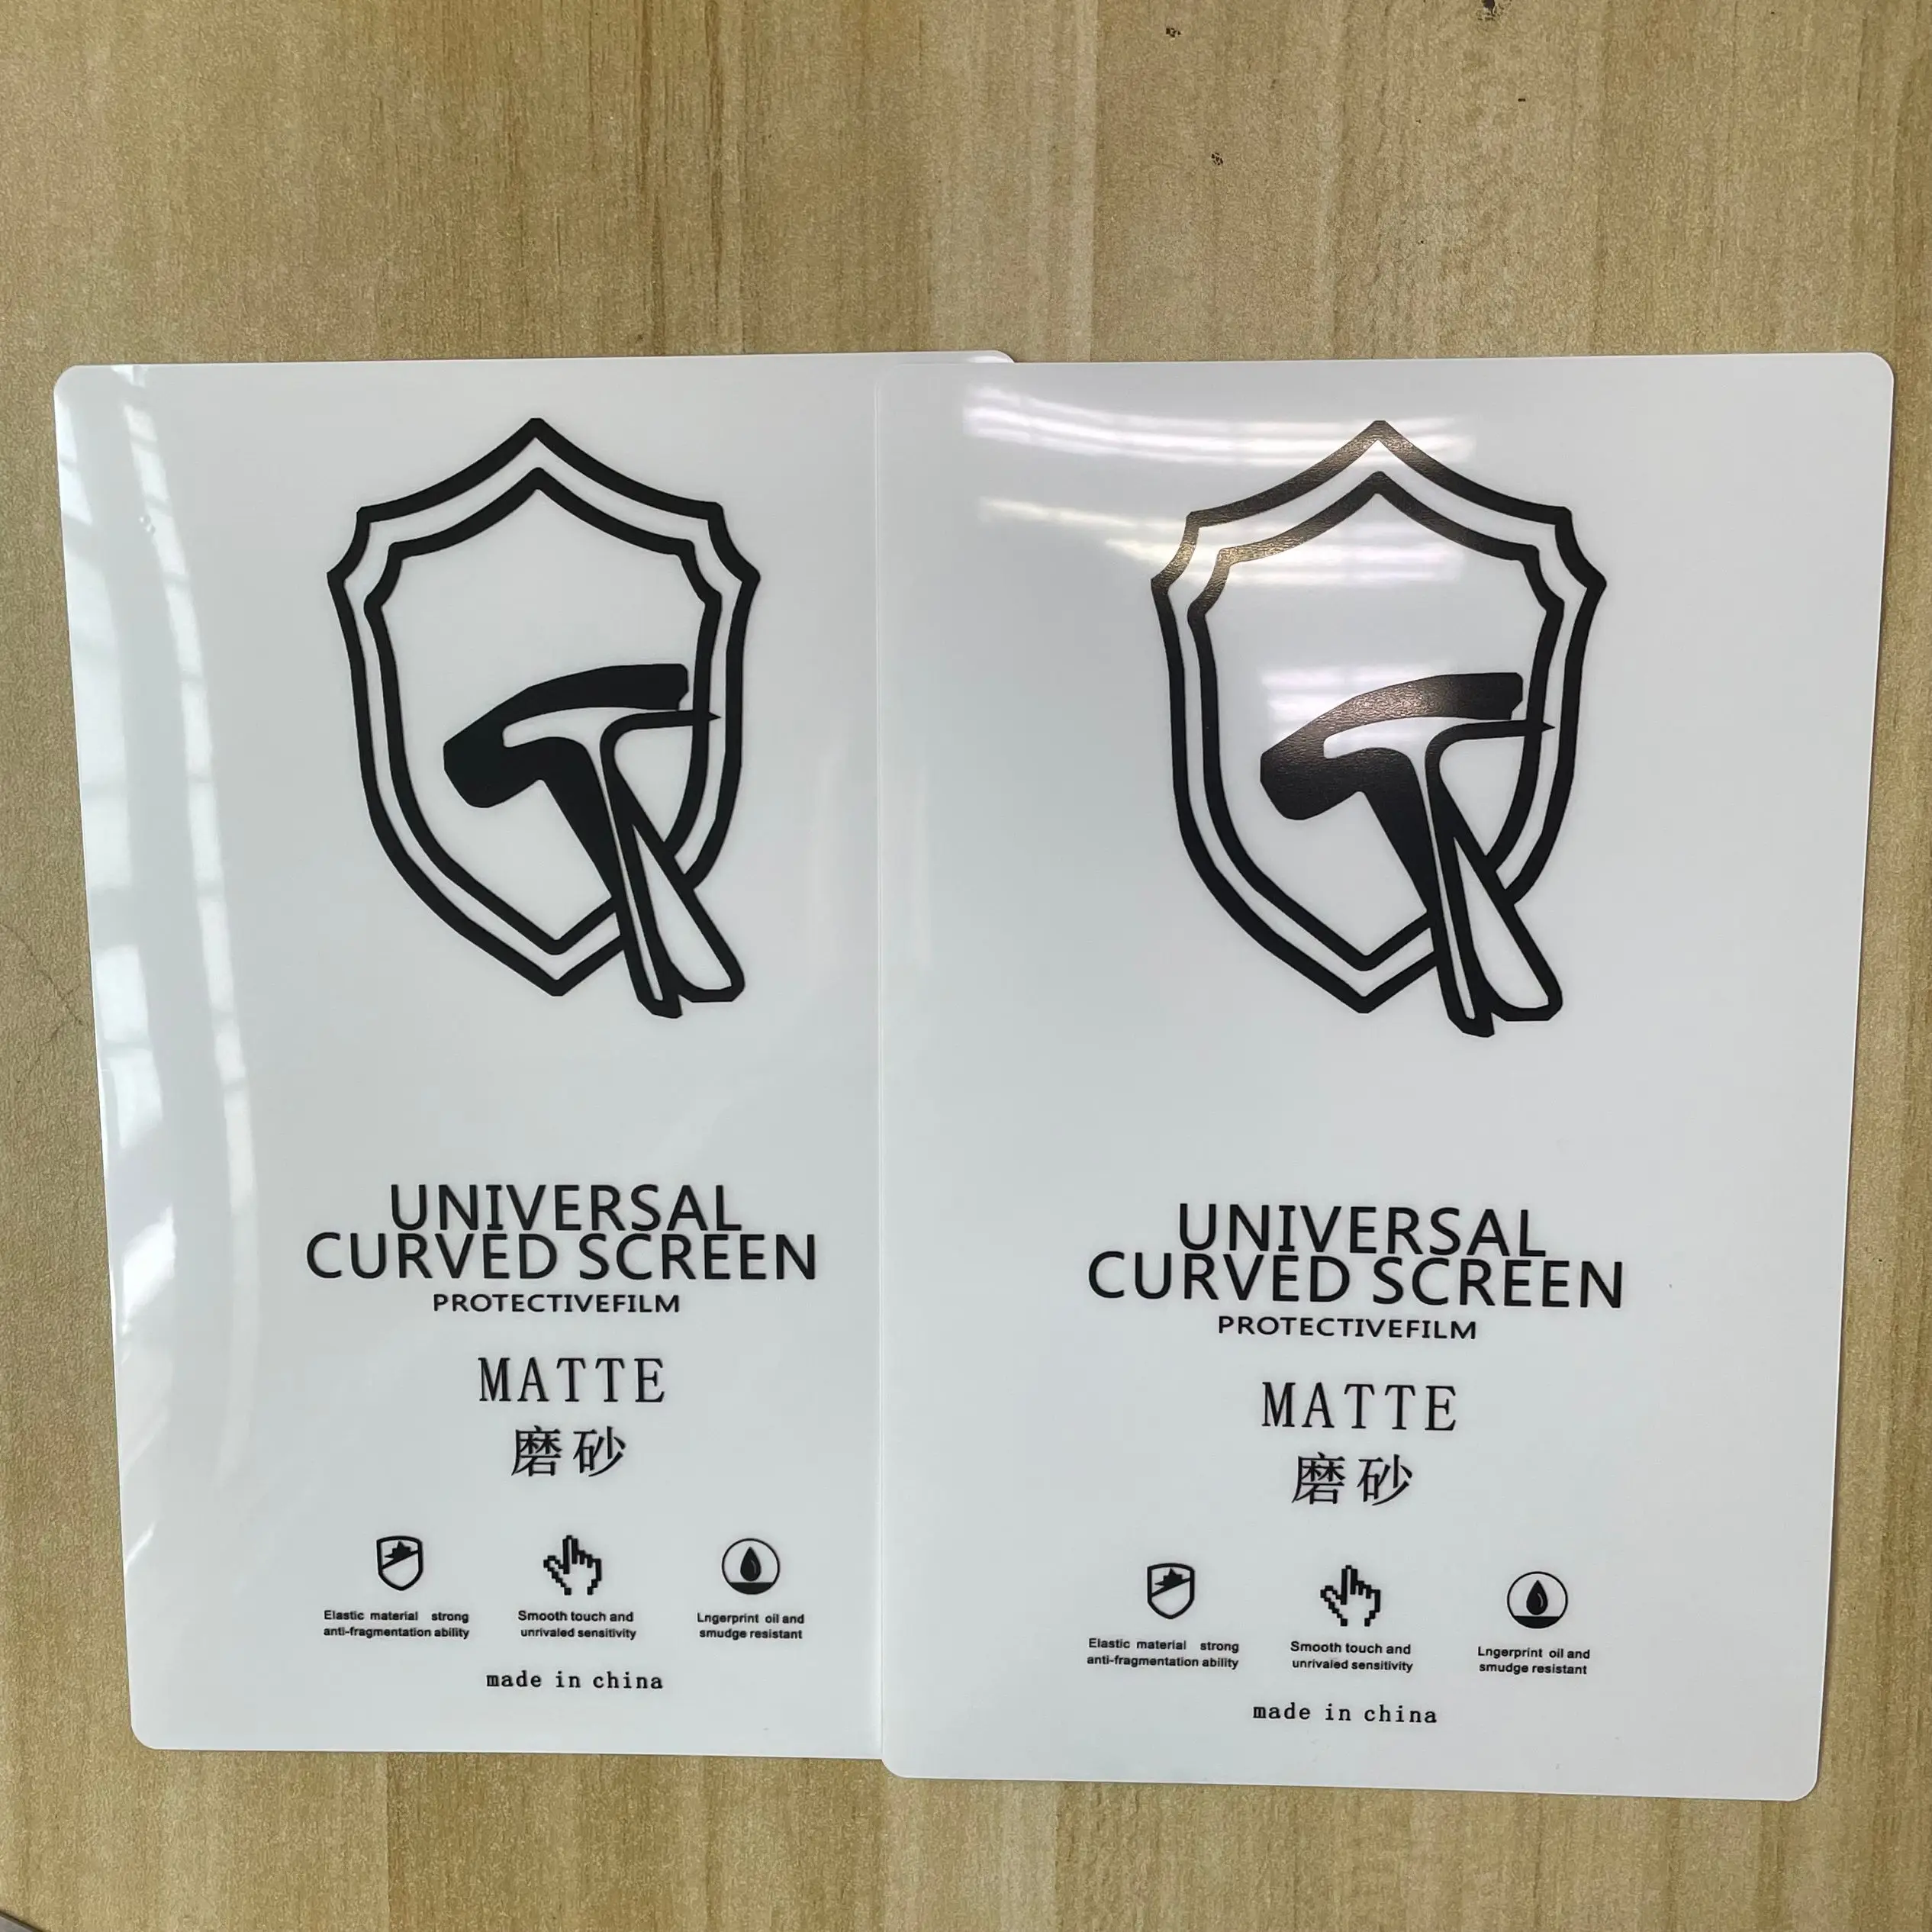 UNIVERSAL
CURVED SCREEN
PROTECTIVEFILM
MATTE
磨砂
Elastic material strong
anti-fragmentation ability
Smooth touch and
unrivaled sensitivity
Lngerprint oil and
smudge resistant
made in china
UNIVERSAL
CURVED SCREEN
PROTECTIVEFILM
MATTE
磨砂
Elastic material strong
anti-fragmentation ability
Smooth touch and
unrivaled sensitivity
Lngerprint oil and
smudge resistant
made in china